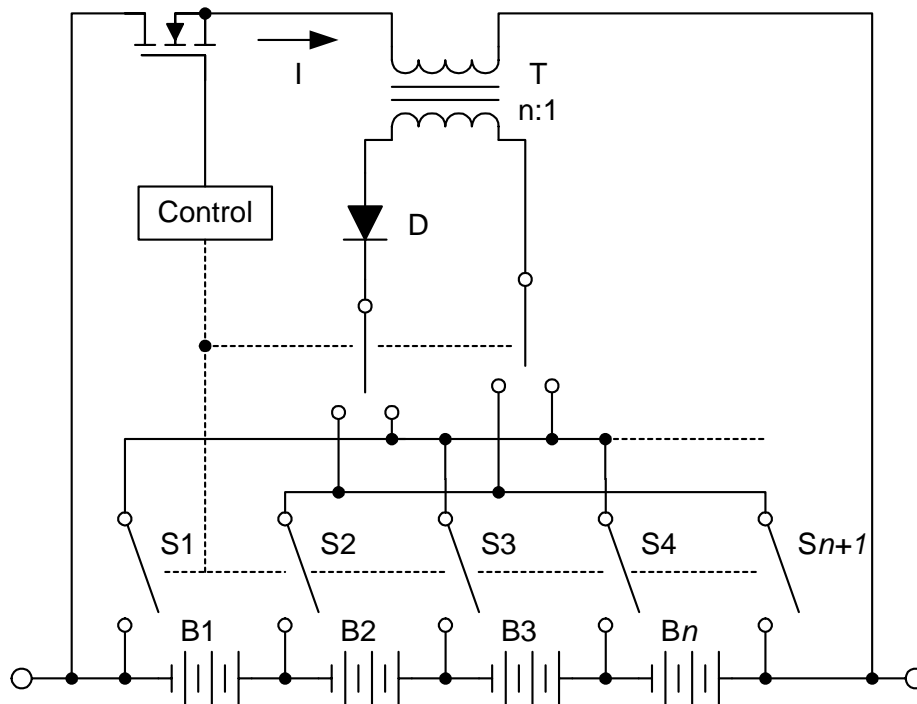 I
T
n:1
Control
D
S1 S2 S3 S4 Sn+1
B1 B2 B3 Bn